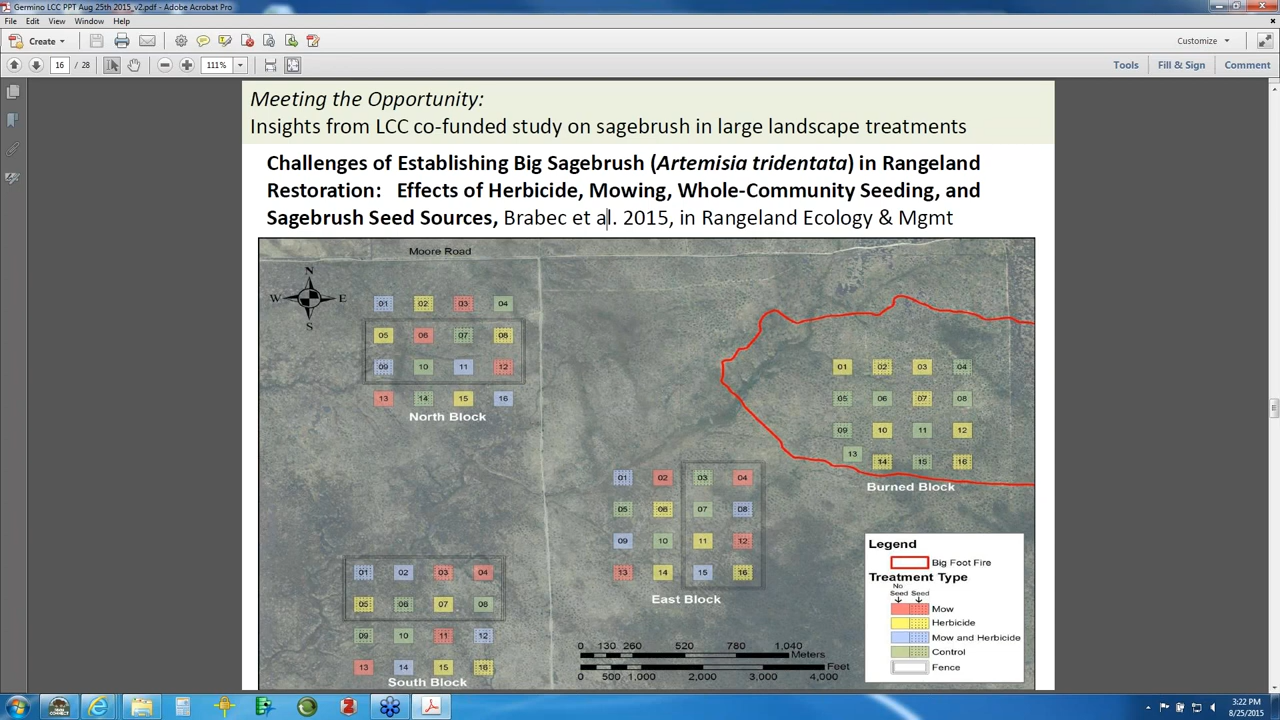 Germino LCC PPT Aug 25th 2015_v2.pdf - Adobe Acrobat Pro
File Edit View Window Help
Create Customize
16 / 28 111% Tools Fill & Sign Comment
Meeting the Opportunity:
Insights from LCC co-funded study on sagebrush in large landscape treatments
Challenges of Establishing Big Sagebrush (Artemisia tridentata) in Rangeland
Restoration: Effects of Herbicide, Mowing, Whole-Community Seeding, and
Sagebrush Seed Sources, Brabec et al. 2015, in Rangeland Ecology & Mgmt
Moore Road
N
W E
S
01 02 03 04
05 06 07 08
09 10 11 12
13 14 15 16
North Block
01 02 03 04
05 06 07 08
09 10 11 12
13
14 15 16
Burned Block
01 02 03 04
05 06 07 08
09 10 11 12
13 14 15 16
East Block
01 02 03 04
05 06 07 08
09 10 11 12
13 14 15 16
South Block
0 130 260 520 780 1,040
Meters
Feet
0 500 1,000 2,000 3,000 4,000
Legend
Big Foot Fire
Treatment Type
No
Seed Seed
Mow
Herbicide
Mow and Herbicide
Control
Fence
3:22 PM
8/25/2015